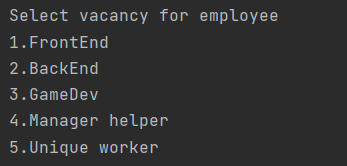 Select vacancy for employee
1.FrontEnd
2.BackEnd
3.GameDev
4.Manager helper
5.Unique worker